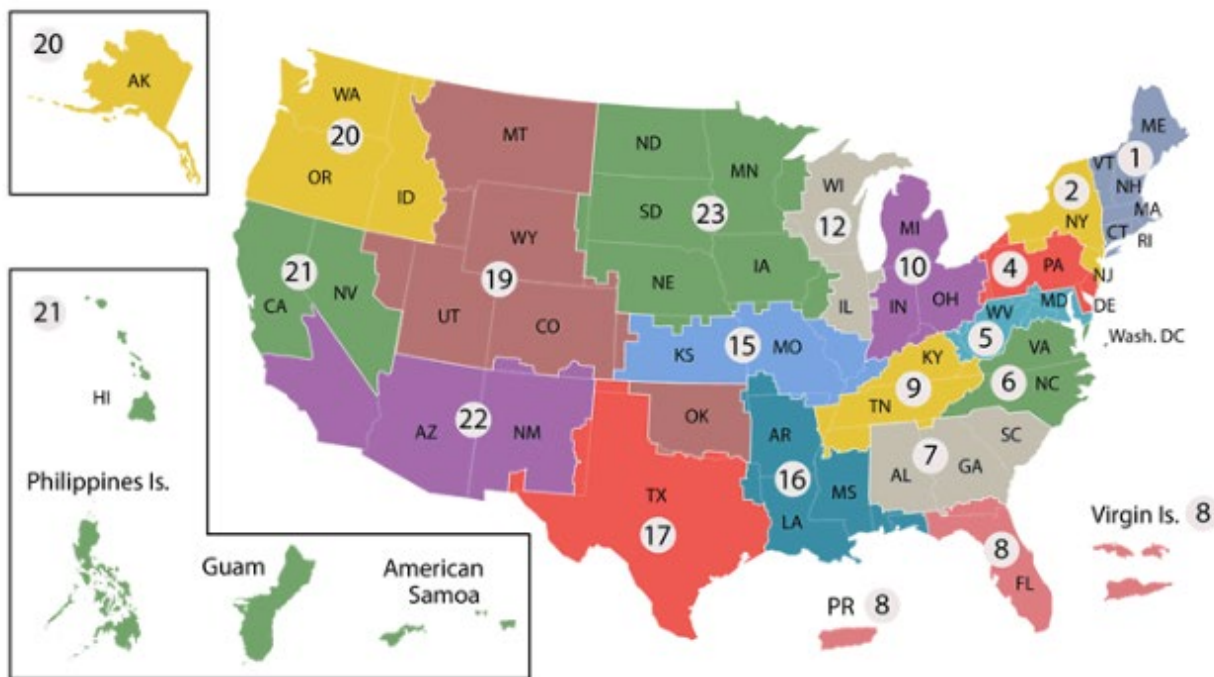 20
AK
WA
20
OR
ID
MT
WY
19
UT
CO
21
CA
NV
ND
MN
SD
23
NE
IA
WI
12
IL
MI
10
IN
OH
ME
1
VT
NH
MA
CT
RI
2
NY
4
PA
NJ
DE
MD
WV
Wash. DC
5
VA
6
NC
KS
15
MO
KY
9
TN
OK
AZ
22
NM
AR
16
LA
MS
SC
7
AL
GA
TX
17
8
FL
Virgin Is. 8
PR 8
21
HI
Philippines Is.
Guam
American
Samoa